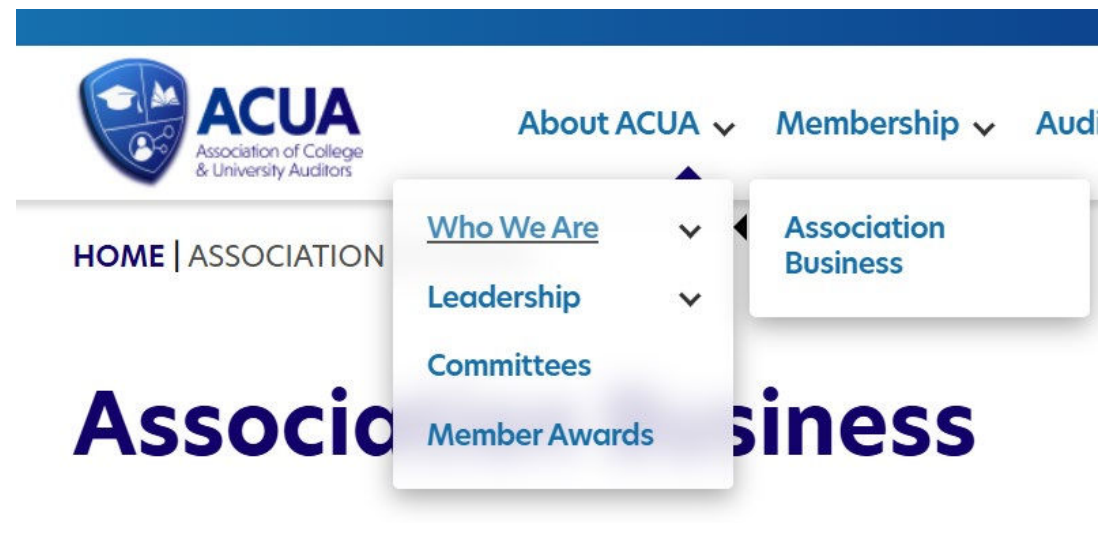 ACUA
Association of College
& University Auditors
About ACUA
Membership
Audi
Who We Are
Leadership
Committees
Member Awards
Association
Business
HOME | ASSOCIATION
Associa siness